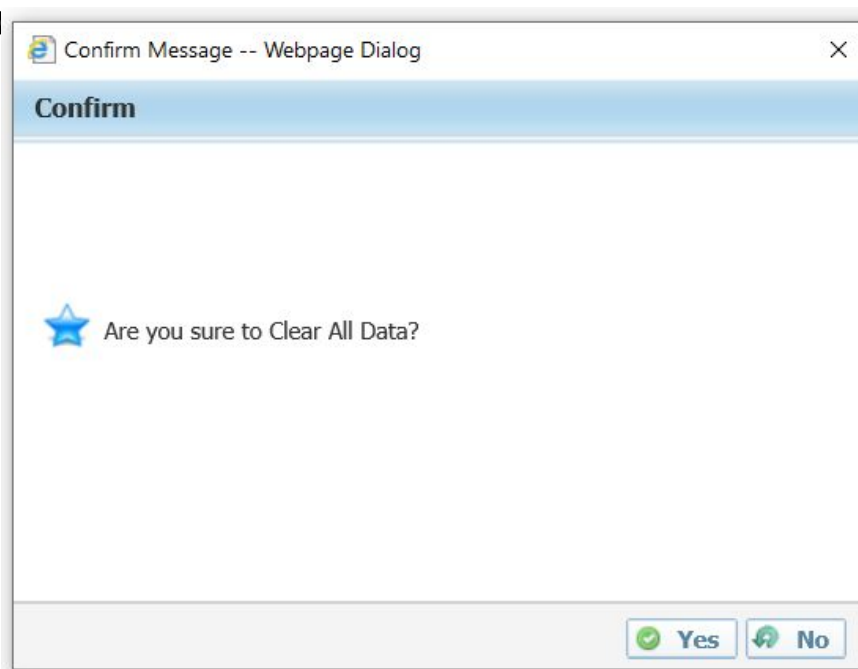 Confirm Message -- Webpage Dialog
Confirm
Are you sure to Clear All Data?
Yes No